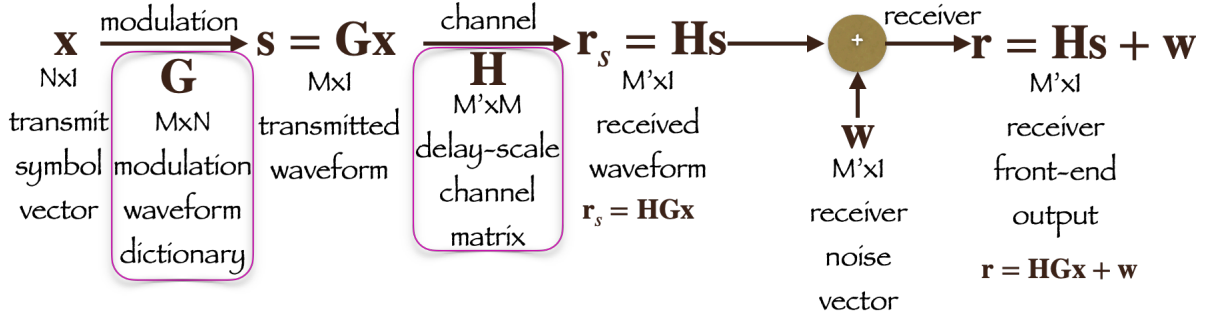 modulation
channel
receiver
x
s = Gx
r_s = Hs
+
r = Hs + w
Nx1
transmit
symbol
vector
G
MxN
modulation
waveform
dictionary
Mx1
transmitted
waveform
H
M'xM
delay-scale
channel
matrix
M'x1
received
waveform
r_s = HGx
w
M'x1
receiver
noise
vector
M'x1
receiver
front-end
output
r = HGx + w